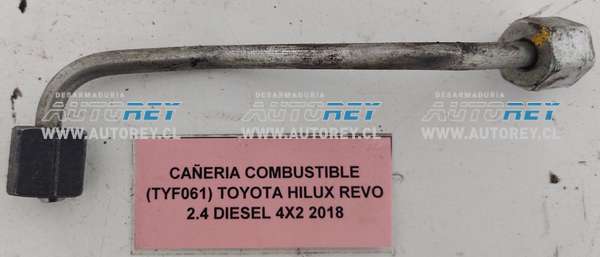 DESARMADURIA DESARMADURIA DESARMADURIA
AUTOREY AUTOREY AUTOREY
WWW.AUTOREY.CL WWW.AUTOREY.CL WWW.AUTOREY.CL
CAÑERIA COMBUSTIBLE
(TYF061) TOYOTA HILUX REVO
2.4 DIESEL 4X2 2018